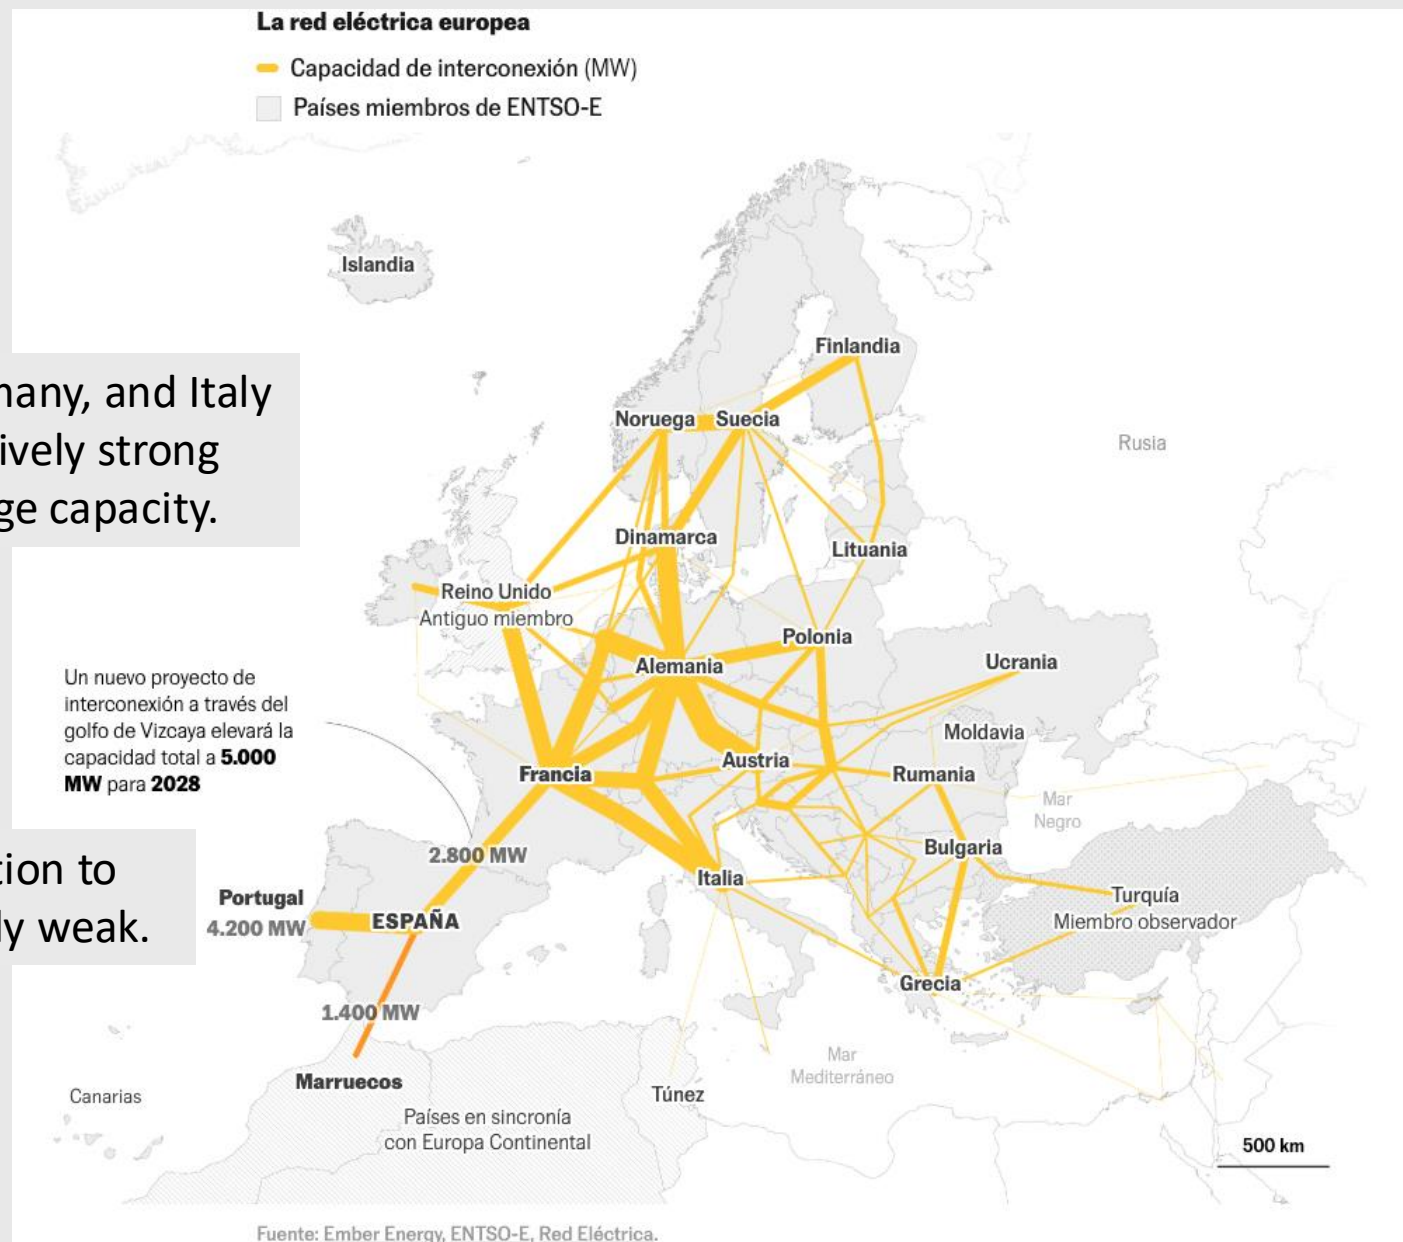 La red eléctrica europea
Capacidad de interconexión (MW)
Países miembros de ENTSO-E
Islandia
Finlandia
many, and Italy
ively strong
ge capacity.
Noruega
Suecia
Rusia
Dinamarca
Lituania
Reino Unido
Antiguo miembro
Polonia
Ucrania
Alemania
Un nuevo proyecto de
interconexión a través del
golfo de Vizcaya elevará la
capacidad total a 5.000
MW para 2028
Moldavia
Austria
Francia
Rumania
Mar
Negro
2.800 MW
Bulgaria
tion to
ly weak.
Italia
Portugal
4.200 MW
ESPAÑA
Turquía
Miembro observador
Grecia
1.400 MW
Mar
Mediterráneo
Marruecos
Canarias
Túnez
Países en sincronía
con Europa Continental
500 km
Fuente: Ember Energy, ENTSO-E, Red Eléctrica.